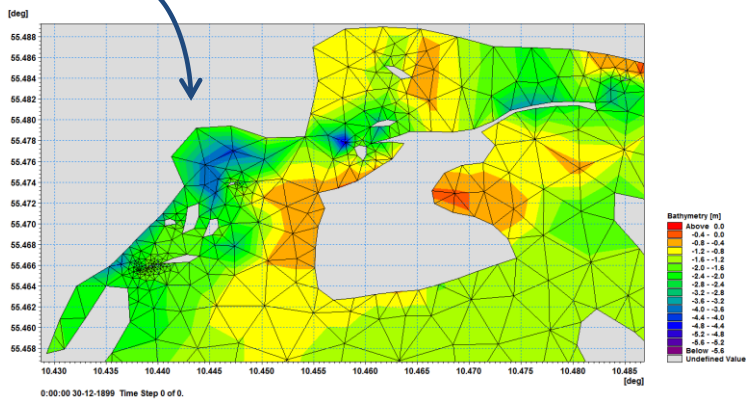 [deg]
55.488
55.486
55.484
55.482
55.480
55.478
55.476
55.474
55.472
55.470
55.468
55.466
55.464
55.462
55.460
55.458
10.430 10.435 10.440 10.445 10.450 10.455 10.460 10.465 10.470 10.475 10.480 10.485
[deg]
0:00:00 30-12-1899 Time Step 0 of 0.
Bathymetry [m]
Above 0.0
-0.4 - 0.0
-0.8 - -0.4
-1.2 - -0.8
-1.6 - -1.2
-2.0 - -1.6
-2.4 - -2.0
-2.8 - -2.4
-3.2 - -2.8
-3.6 - -3.2
-4.0 - -3.6
-4.4 - -4.0
-4.8 - -4.4
-5.2 - -4.8
-5.6 - -5.2
Below -5.6
Undefined Value